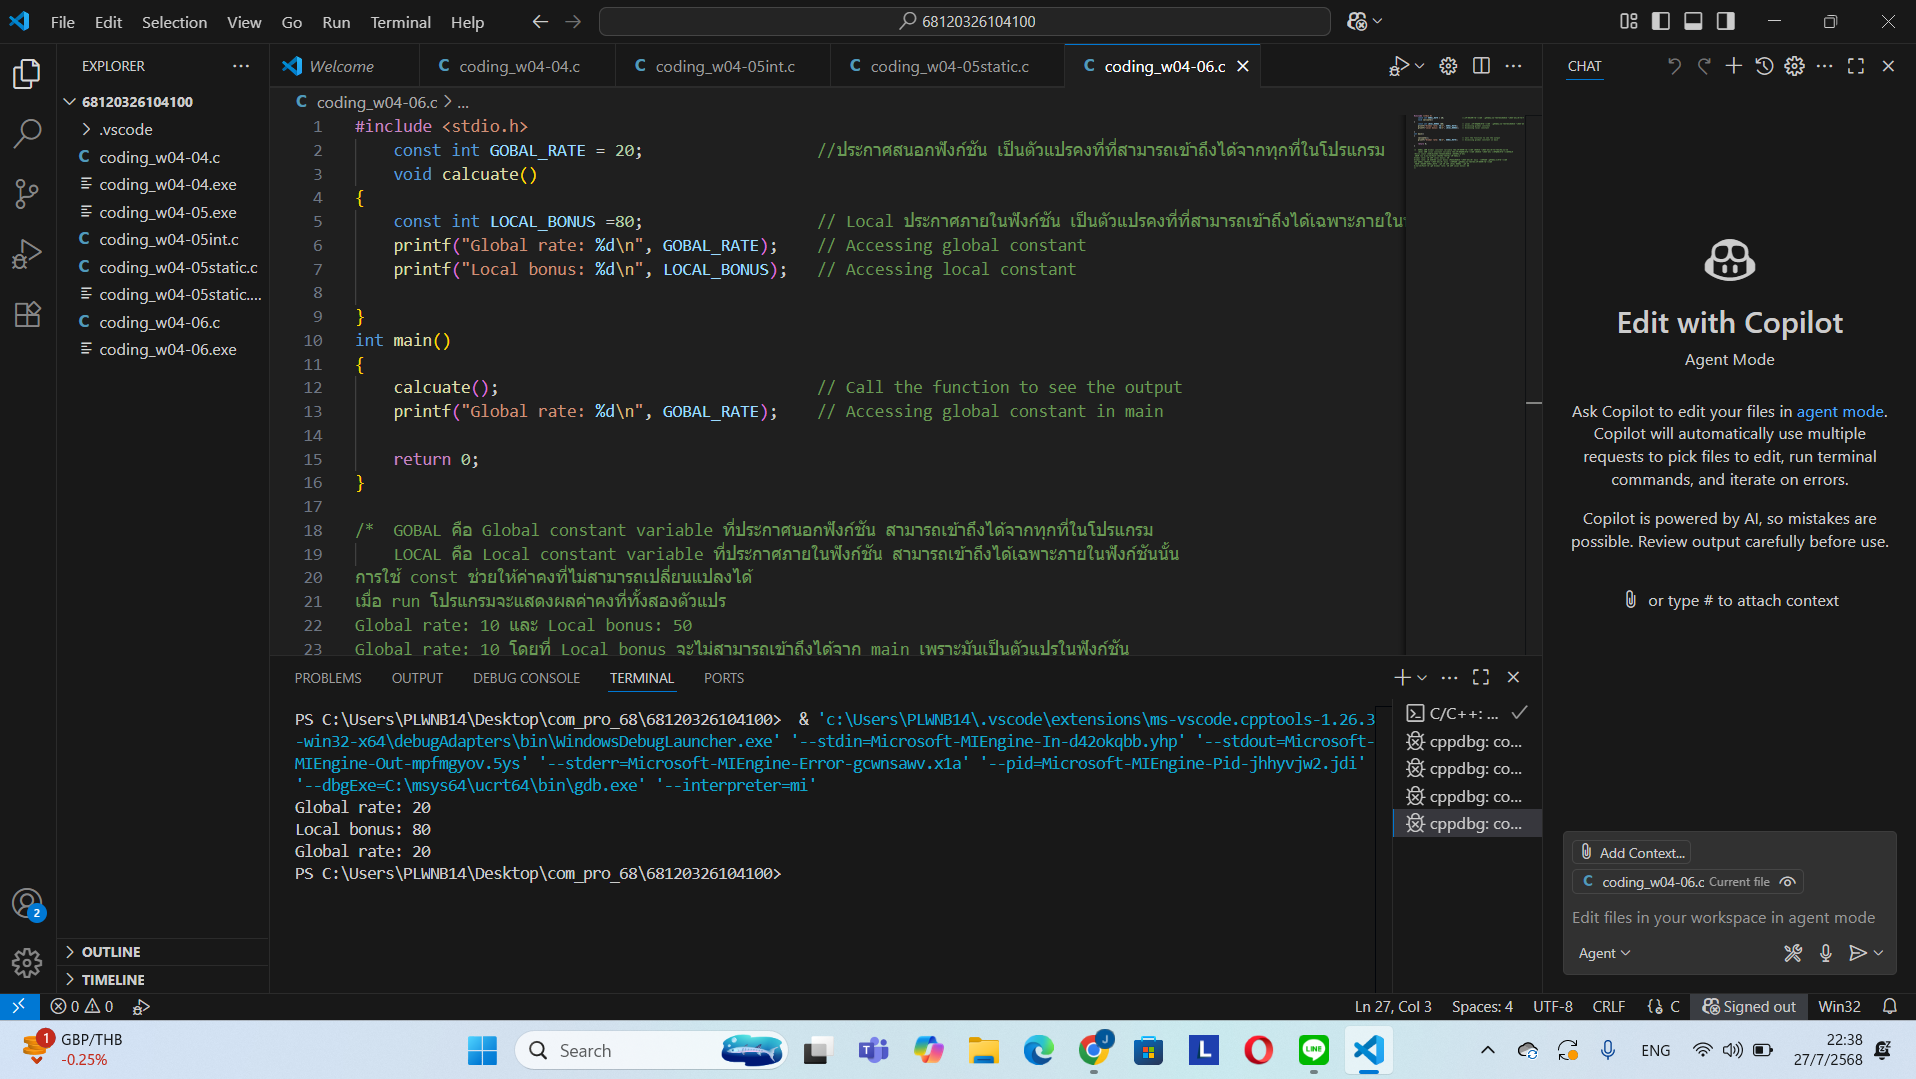 File Edit Selection View Go Run Terminal Help
68120326104100
EXPLORER
68120326104100
.vscode
coding_w04-04.c
coding_w04-04.exe
coding_w04-05.exe
coding_w04-05int.c
coding_w04-05static.c
coding_w04-05static....
coding_w04-06.c
coding_w04-06.exe
OUTLINE
TIMELINE
Welcome
C coding_w04-04.c
C coding_w04-05int.c
C coding_w04-05static.c
C coding_w04-06.c
C coding_w04-06.c > ...
1 #include <stdio.h>
2 const int GOBAL_RATE = 20; //ประกาศสนอกฟังก์ชัน เป็นตัวแปรคงที่ที่สามารถเข้าถึงได้จากทุกที่ในโปรแกรม
3 void calcuate()
4 {
5 const int LOCAL_BONUS =80; // Local ประกาศภายในฟังก์ชัน เป็นตัวแปรคงที่ที่สามารถเข้าถึงได้เฉพาะภายใน
6 printf("Global rate: %d\n", GOBAL_RATE); // Accessing global constant
7 printf("Local bonus: %d\n", LOCAL_BONUS); // Accessing local constant
8
9 }
10 int main()
11 {
12 calcuate(); // Call the function to see the output
13 printf("Global rate: %d\n", GOBAL_RATE); // Accessing global constant in main
14
15 return 0;
16 }
17
18 /* GOBAL คือ Global constant variable ที่ประกาศนอกฟังก์ชัน สามารถเข้าถึงได้จากทุกที่ในโปรแกรม
19 LOCAL คือ Local constant variable ที่ประกาศภายในฟังก์ชัน สามารถเข้าถึงได้เฉพาะภายในฟังก์ชันนั้น
20 การใช้ const ช่วยให้ค่าคงที่ไม่สามารถเปลี่ยนแปลงได้
21 เมื่อ run โปรแกรมจะแสดงผลค่าคงที่ทั้งสองตัวแปร
22 Global rate: 10 และ Local bonus: 50
23 Global rate: 10 โดยที่ Local bonus จะไม่สามารถเข้าถึงได้จาก main เพราะมันเป็นตัวแปรในฟังก์ชัน
PROBLEMS OUTPUT DEBUG CONSOLE TERMINAL PORTS
PS C:\Users\PLWNB14\Desktop\com_pro_68\68120326104100> & 'c:\Users\PLWNB14\.vscode\extensions\ms-vscode.cpptools-1.26.3
-win32-x64\debugAdapters\bin\WindowsDebugLauncher.exe' '--stdin=Microsoft-MIEngine-In-d42okqbb.yhp' '--stdout=Microsoft-
MIEngine-Out-mpfmgyov.5ys' '--stderr=Microsoft-MIEngine-Error-gcwnsawv.x1a' '--pid=Microsoft-MIEngine-Pid-jhhyvjw2.jdi'
'--dbgExe=C:\msys64\ucrt64\bin\gdb.exe' '--interpreter=mi'
Global rate: 20
Local bonus: 80
Global rate: 20
PS C:\Users\PLWNB14\Desktop\com_pro_68\68120326104100>
C/C++: ...
cppdbg: co...
cppdbg: co...
cppdbg: co...
cppdbg: co...
CHAT
Edit with Copilot
Agent Mode
Ask Copilot to edit your files in agent mode.
Copilot will automatically use multiple
requests to pick files to edit, run terminal
commands, and iterate on errors.
Copilot is powered by AI, so mistakes are
possible. Review output carefully before use.
or type # to attach context
Add Context...
C coding_w04-06.c Current file
Edit files in your workspace in agent mode
Agent
2
0 0
Ln 27, Col 3 Spaces: 4 UTF-8 CRLF C Signed out Win32
1
GBP/THB
-0.25%
Search
J
L
LINE
ENG
22:38
27/7/2568